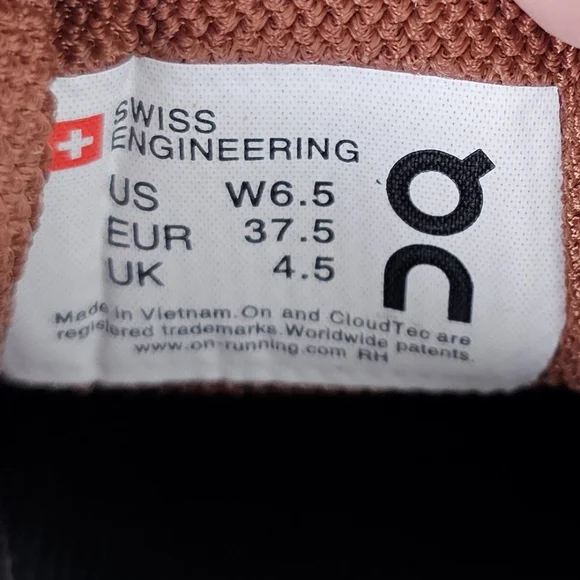 SWISS
ENGINEERING
US W6.5
EUR 37.5
UK 4.5
Made in Vietnam. On and CloudTec are
registered trademarks. Worldwide patents.
www.on-running.com RH
On